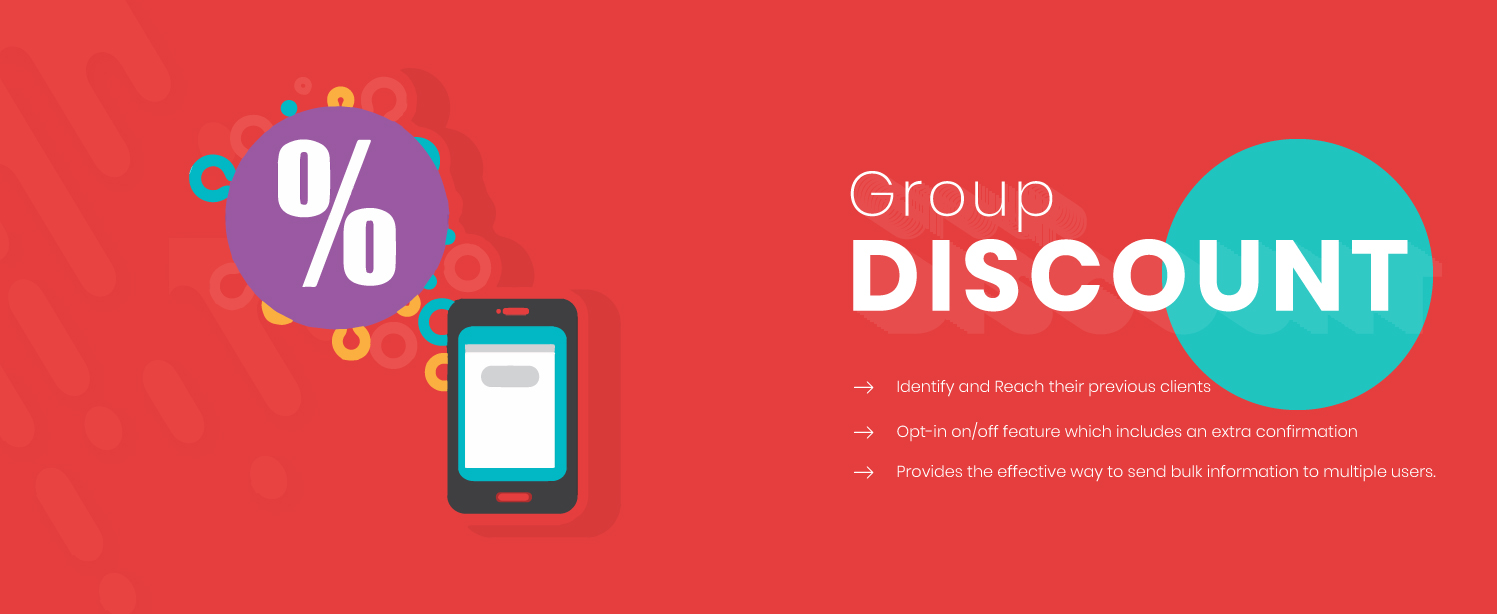 %
Group
DISCOUNT
→ Identify and Reach their previous clients
→ Opt-in on/off feature which includes an extra confirmation
→ Provides the effective way to send bulk information to multiple users.